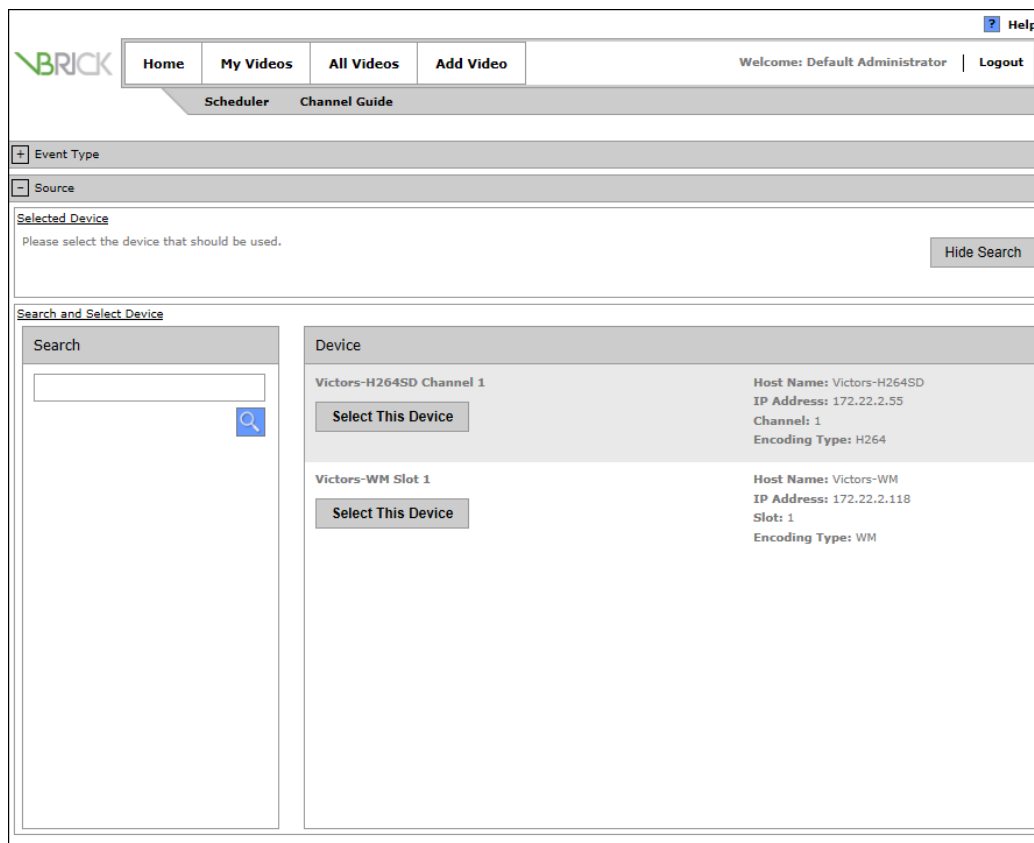 ? Help
VBRICK
Home My Videos All Videos Add Video
Welcome: Default Administrator Logout
Scheduler Channel Guide
+ Event Type
- Source
Selected Device
Please select the device that should be used.
Hide Search
Search and Select Device
Search
Device
Victors-H264SD Channel 1
Select This Device
Host Name: Victors-H264SD
IP Address: 172.22.2.55
Channel: 1
Encoding Type: H264
Victors-WM Slot 1
Select This Device
Host Name: Victors-WM
IP Address: 172.22.2.118
Slot: 1
Encoding Type: WM